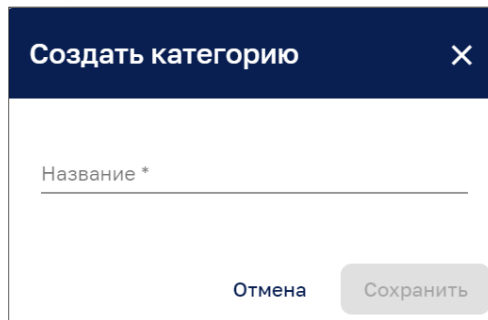 Создать категорию
Название *
Отмена
Сохранить